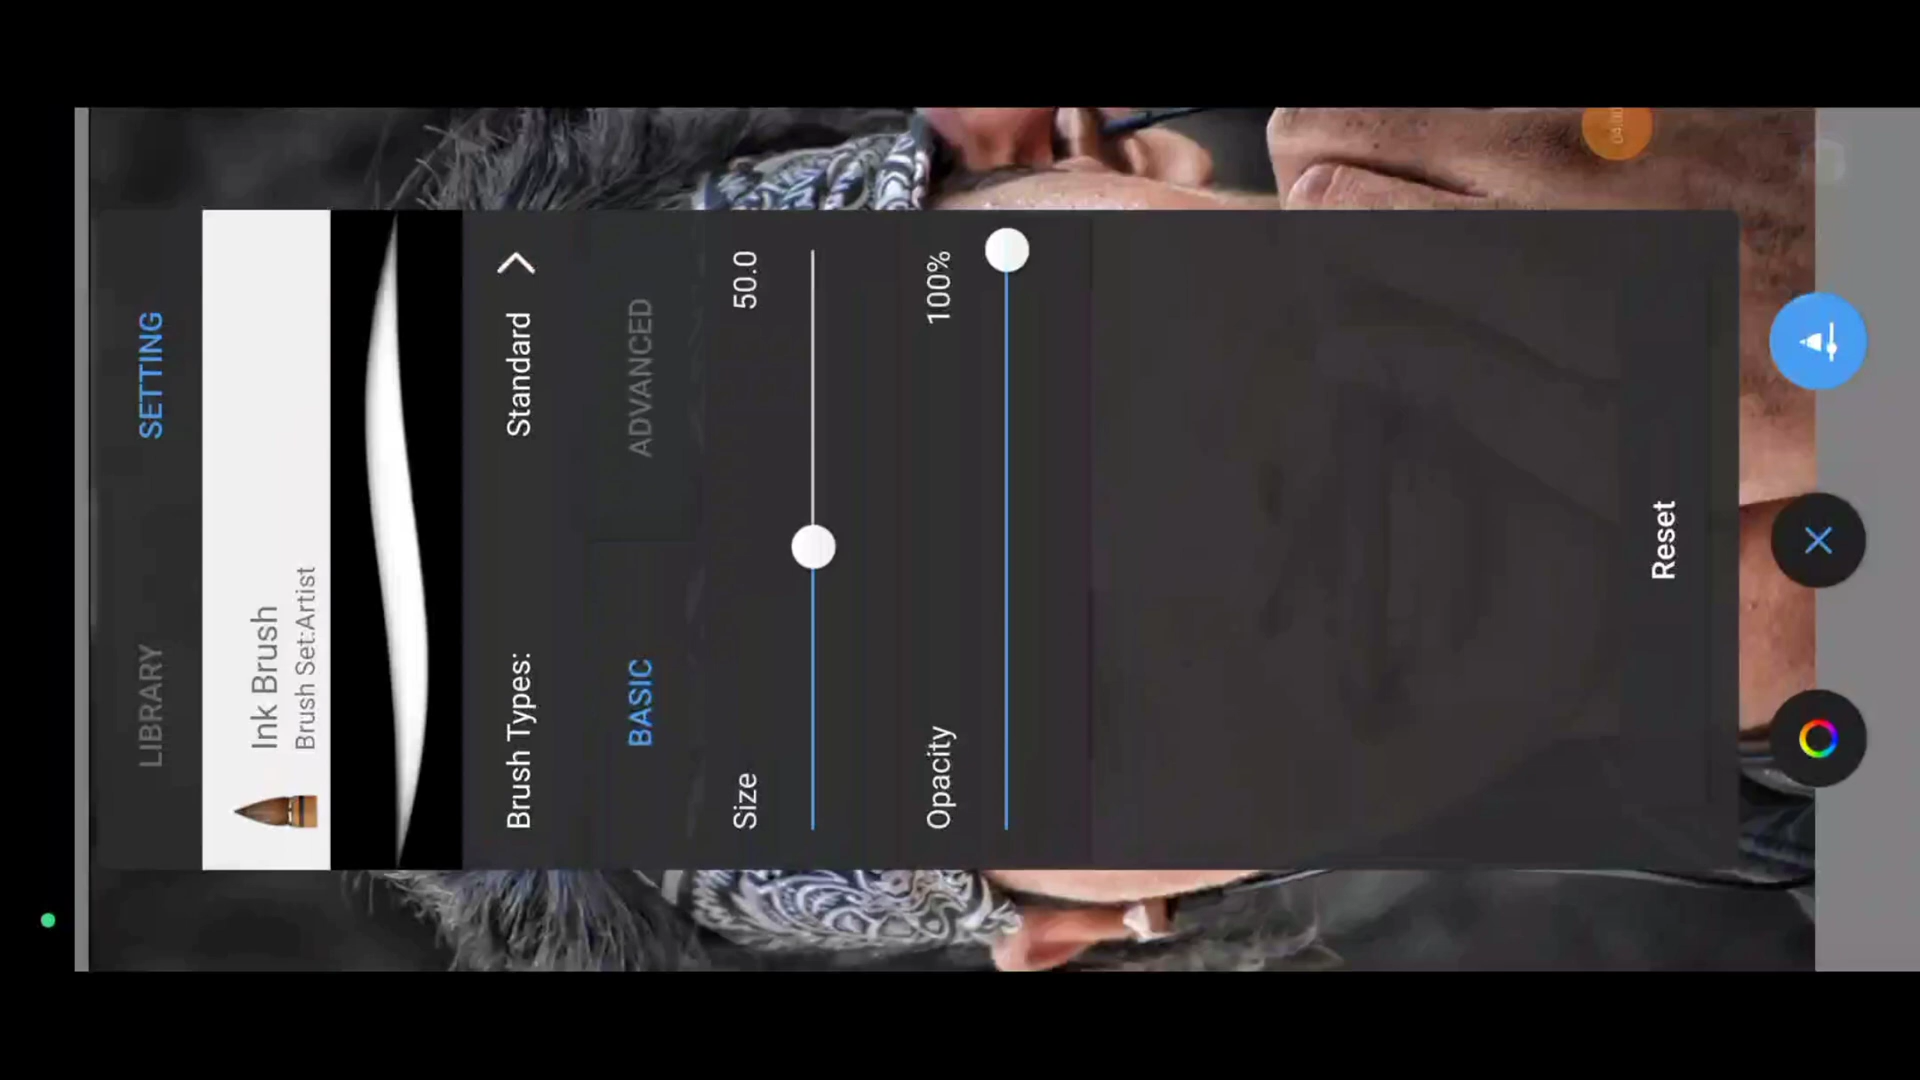 LIBRARY SETTING
Ink Brush
Brush Set:Artist
Brush Types: Standard
BASIC ADVANCED
Size 50.0
Opacity 100%
Reset